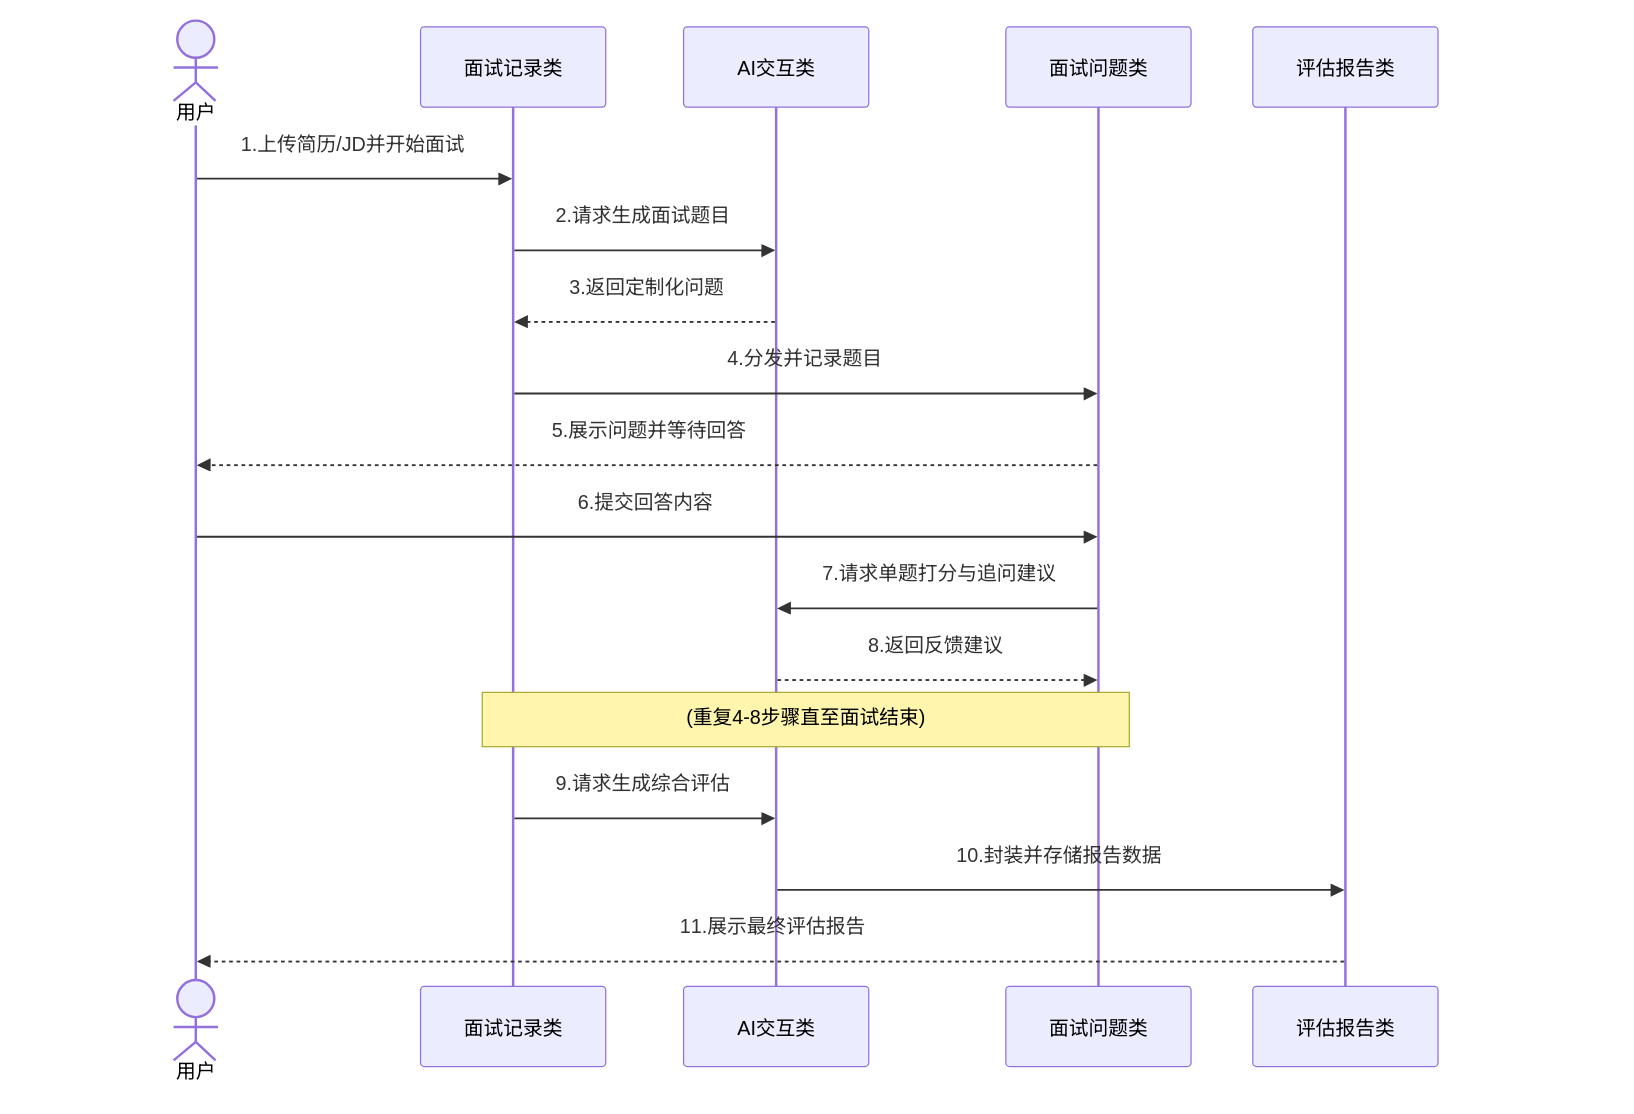 用户
面试记录类
AI交互类
面试问题类
评估报告类
1.上传简历/JD并开始面试
2.请求生成面试题目
3.返回定制化问题
4.分发并记录题目
5.展示问题并等待回答
6.提交回答内容
7.请求单题打分与追问建议
8.返回反馈建议
(重复4-8步骤直至面试结束)
9.请求生成综合评估
10.封装并存储报告数据
11.展示最终评估报告
用户
面试记录类
AI交互类
面试问题类
评估报告类